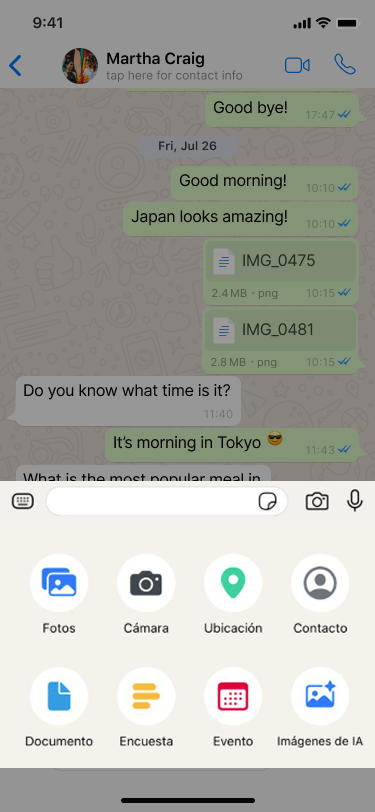 9:41
Martha Craig
tap here for contact info
Good bye!
17:47
Fri, Jul 26
Good morning!
10:10
Japan looks amazing!
10:10
IMG_0475
2.4 MB · png
10:15
IMG_0481
2.8 MB · png
10:15
Do you know what time is it?
11:40
It's morning in Tokyo 😎
11:43
What is the most popular meal in
Fotos
Cámara
Ubicación
Contacto
Documento
Encuesta
Evento
Imágenes de IA